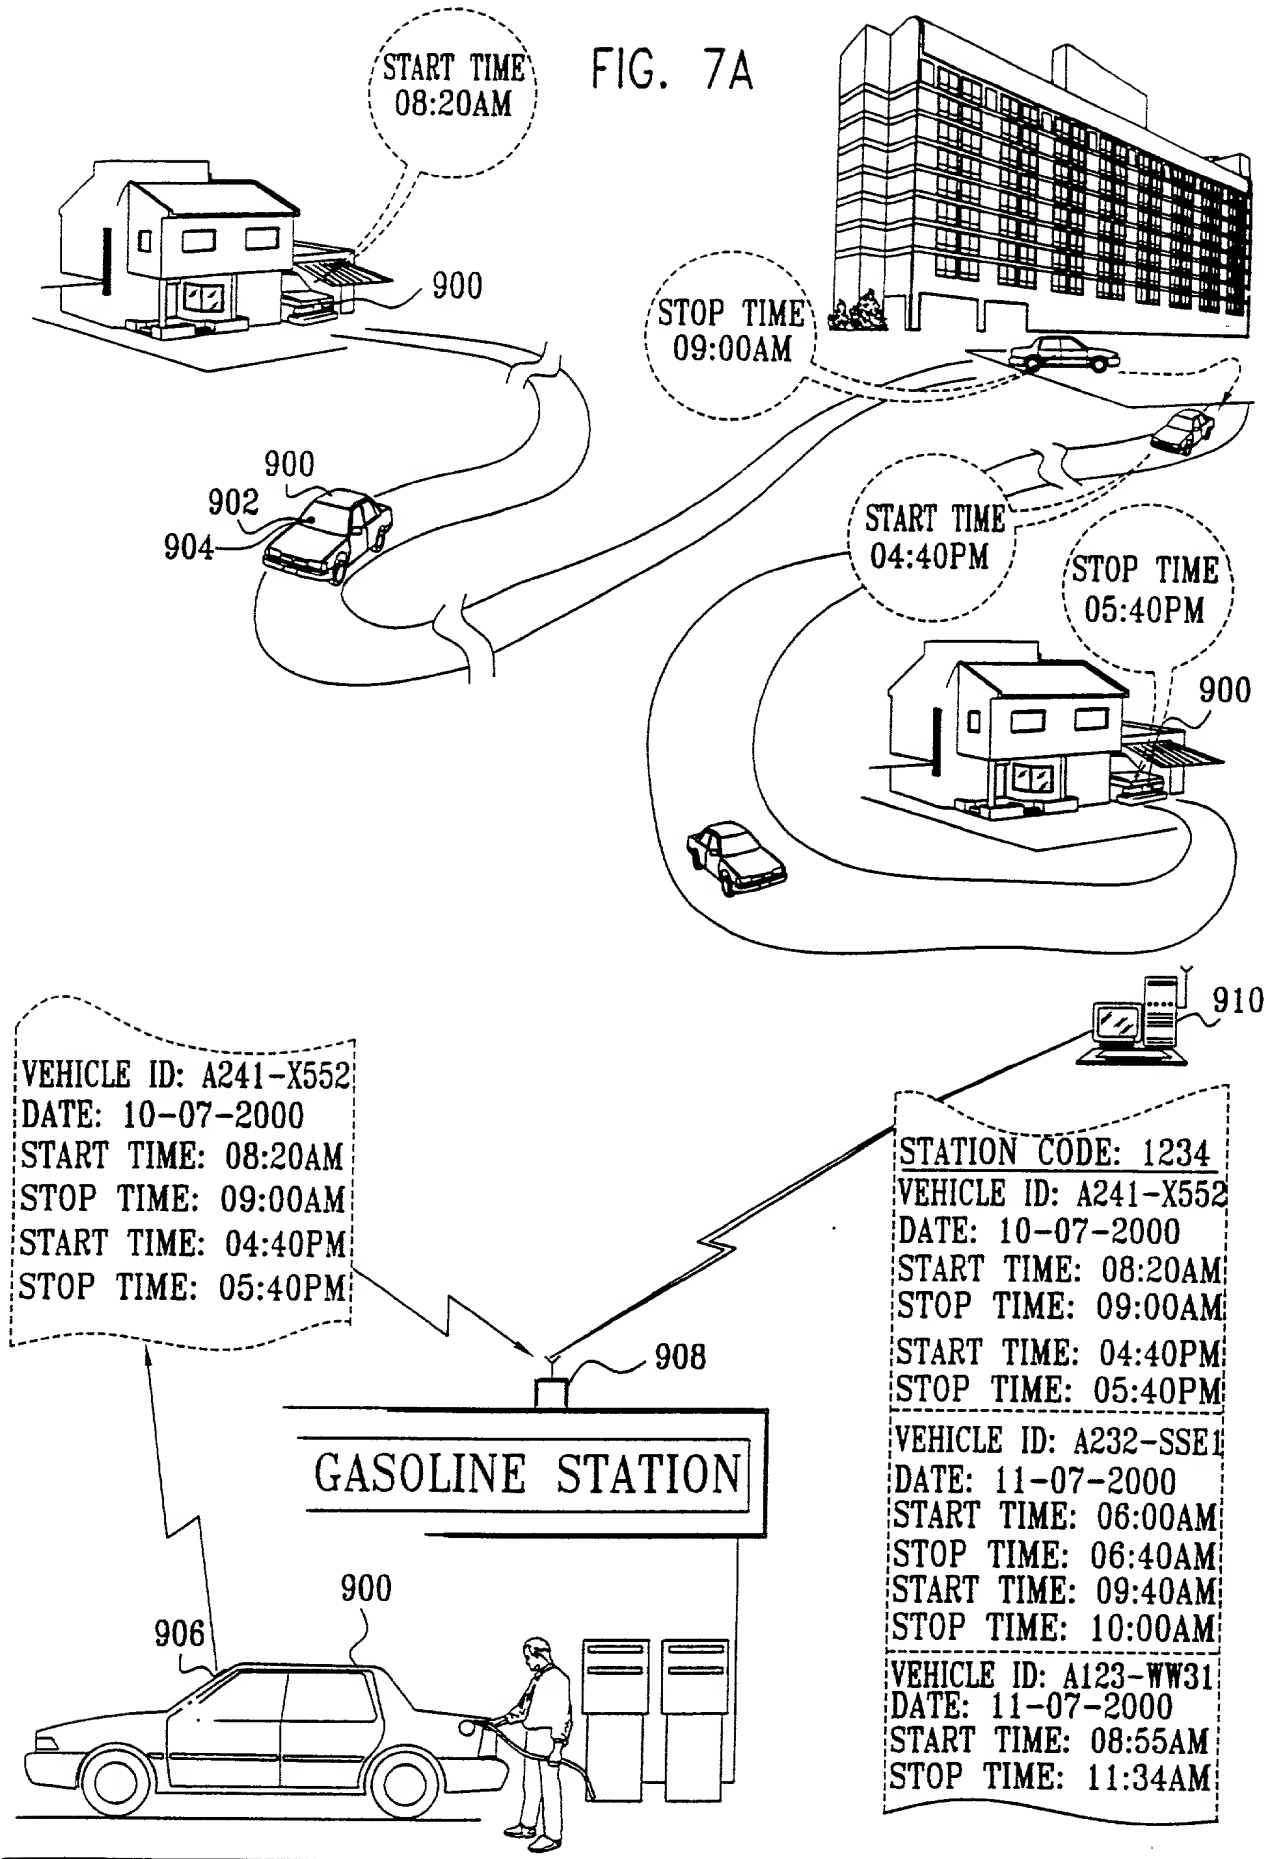 FIG. 7A
START TIME
08:20AM
900
STOP TIME
09:00AM
900
902
904
START TIME
04:40PM
STOP TIME
05:40PM
900
910
VEHICLE ID: A241-X552
DATE: 10-07-2000
START TIME: 08:20AM
STOP TIME: 09:00AM
START TIME: 04:40PM
STOP TIME: 05:40PM
STATION CODE: 1234
VEHICLE ID: A241-X552
DATE: 10-07-2000
START TIME: 08:20AM
STOP TIME: 09:00AM
START TIME: 04:40PM
STOP TIME: 05:40PM
VEHICLE ID: A232-SSE1
DATE: 11-07-2000
START TIME: 06:00AM
STOP TIME: 06:40AM
START TIME: 09:40AM
STOP TIME: 10:00AM
VEHICLE ID: A123-WW31
DATE: 11-07-2000
START TIME: 08:55AM
STOP TIME: 11:34AM
908
GASOLINE STATION
900
906